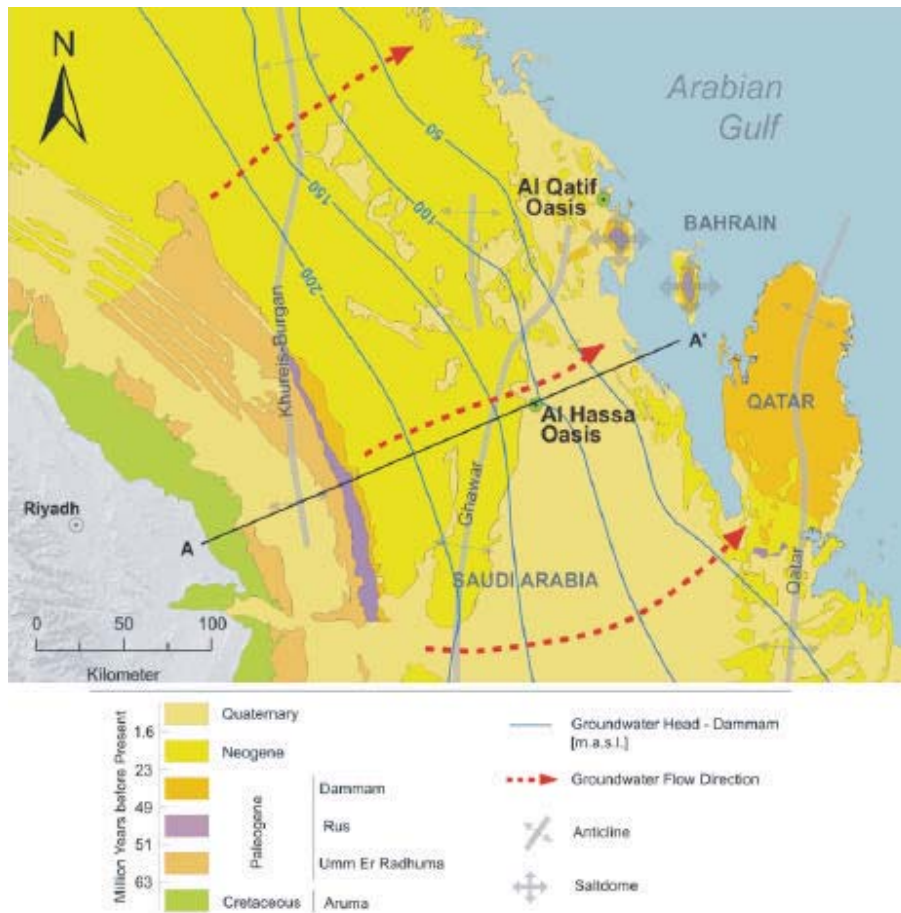 N
Arabian
Gulf
50
Al Qatif
Oasis
150
100
BAHRAIN
200
Khureis-Burgan
A'
QATAR
Al Hassa
Oasis
Riyadh
Ghawar
A
SAUDI ARABIA
Qatar
0 50 100
Kilometer
Million Years before Present
Quaternary
1.6
Neogene
23
Paleogene
Dammam
49
Rus
51
Umm Er Radhuma
63
Cretaceous
Aruma
Groundwater Head - Dammam
[m.a.s.l.]
Groundwater Flow Direction
Anticline
Saltdome